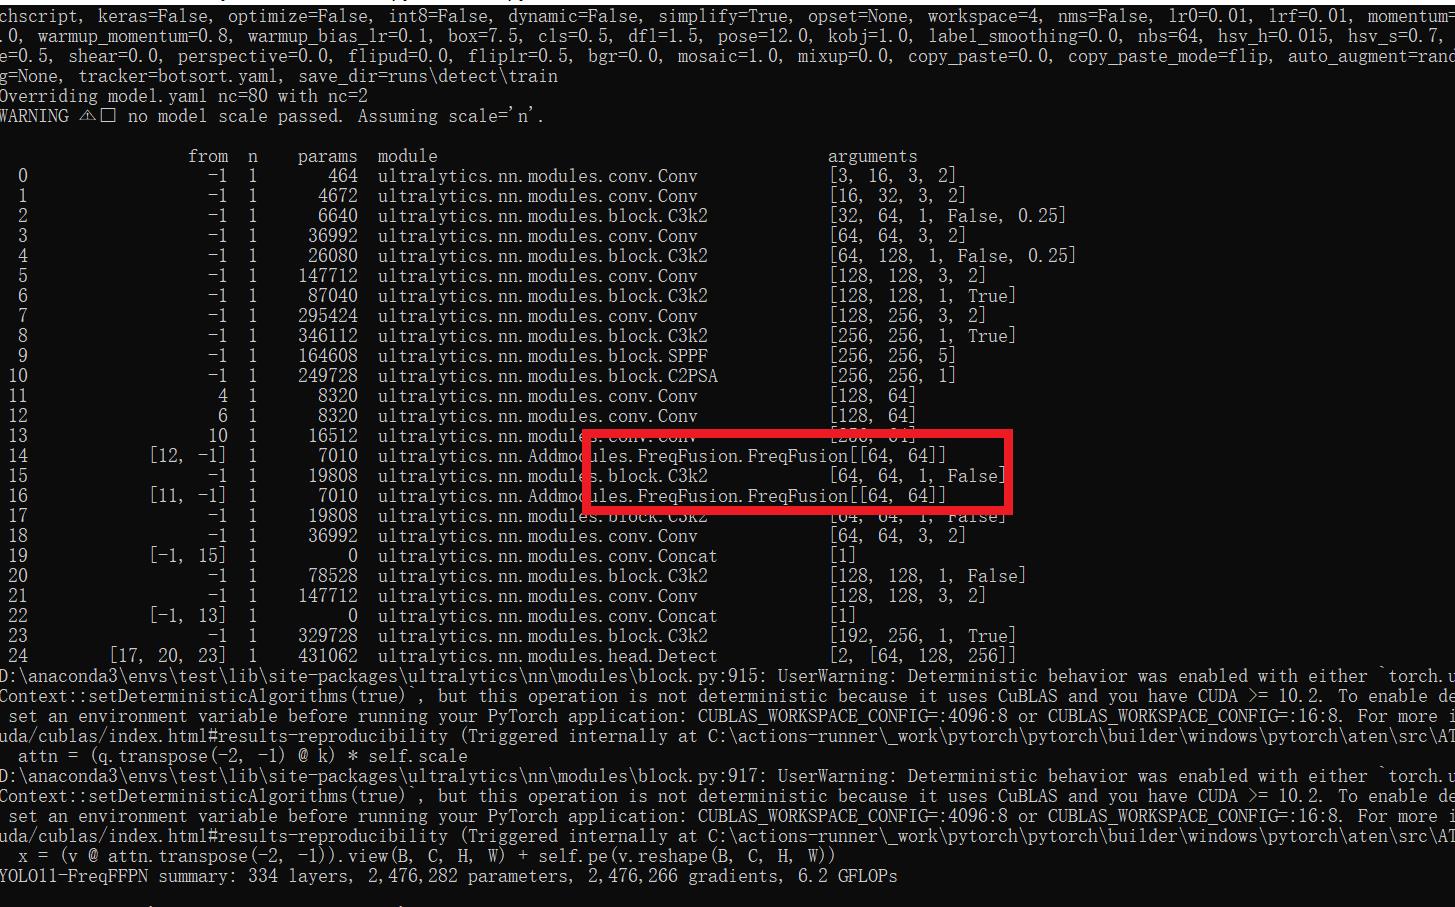 chscript, keras=False, optimize=False, int8=False, dynamic=False, simplify=True, opset=None, workspace=4, nms=False, lr0=0.01, lrf=0.01, momentum=
.0, warmup_momentum=0.8, warmup_bias_lr=0.1, box=7.5, cls=0.5, dfl=1.5, pose=12.0, kobj=1.0, label_smoothing=0.0, nbs=64, hsv_h=0.015, hsv_s=0.7,
e=0.5, shear=0.0, perspective=0.0, flipud=0.0, fliplr=0.5, bgr=0.0, mosaic=1.0, mixup=0.0, copy_paste=0.0, copy_paste_mode=flip, auto_augment=rand
g=None, tracker=botsort.yaml, save_dir=runs\detect\train
Overriding model.yaml nc=80 with nc=2
WARNING ⚠□ no model scale passed. Assuming scale='n'.
from n params module arguments
0 -1 1 464 ultralytics.nn.modules.conv.Conv [3, 16, 3, 2]
1 -1 1 4672 ultralytics.nn.modules.conv.Conv [16, 32, 3, 2]
2 -1 1 6640 ultralytics.nn.modules.block.C3k2 [32, 64, 1, False, 0.25]
3 -1 1 36992 ultralytics.nn.modules.conv.Conv [64, 64, 3, 2]
4 -1 1 26080 ultralytics.nn.modules.block.C3k2 [64, 128, 1, False, 0.25]
5 -1 1 147712 ultralytics.nn.modules.conv.Conv [128, 128, 3, 2]
6 -1 1 87040 ultralytics.nn.modules.block.C3k2 [128, 128, 1, True]
7 -1 1 295424 ultralytics.nn.modules.conv.Conv [128, 256, 3, 2]
8 -1 1 346112 ultralytics.nn.modules.block.C3k2 [256, 256, 1, True]
9 -1 1 164608 ultralytics.nn.modules.block.SPPF [256, 256, 5]
10 -1 1 249728 ultralytics.nn.modules.block.C2PSA [256, 256, 1]
11 4 1 8320 ultralytics.nn.modules.conv.Conv [128, 64]
12 6 1 8320 ultralytics.nn.modules.conv.Conv [128, 64]
13 10 1 16512 ultralytics.nn.modules.conv.Conv [256, 64]
14 [12, -1] 1 7010 ultralytics.nn.Addmodules.FreqFusion.FreqFusion[[64, 64]]
15 -1 1 19808 ultralytics.nn.modules.block.C3k2 [64, 64, 1, False]
16 [11, -1] 1 7010 ultralytics.nn.Addmodules.FreqFusion.FreqFusion[[64, 64]]
17 -1 1 19808 ultralytics.nn.modules.block.C3k2 [64, 64, 1, False]
18 -1 1 36992 ultralytics.nn.modules.conv.Conv [64, 64, 3, 2]
19 [-1, 15] 1 0 ultralytics.nn.modules.conv.Concat [1]
20 -1 1 78528 ultralytics.nn.modules.block.C3k2 [128, 128, 1, False]
21 -1 1 147712 ultralytics.nn.modules.conv.Conv [128, 128, 3, 2]
22 [-1, 13] 1 0 ultralytics.nn.modules.conv.Concat [1]
23 -1 1 329728 ultralytics.nn.modules.block.C3k2 [192, 256, 1, True]
24 [17, 20, 23] 1 431062 ultralytics.nn.modules.head.Detect [2, [64, 128, 256]]
D:\anaconda3\envs\test\lib\site-packages\ultralytics\nn\modules\block.py:915: UserWarning: Deterministic behavior was enabled with either `torch.u
Context::setDeterministicAlgorithms(true)`, but this operation is not deterministic because it uses CuBLAS and you have CUDA >= 10.2. To enable de
set an environment variable before running your PyTorch application: CUBLAS_WORKSPACE_CONFIG=:4096:8 or CUBLAS_WORKSPACE_CONFIG=:16:8. For more i
uda/cublas/index.html#results-reproducibility (Triggered internally at C:\actions-runner\_work\pytorch\pytorch\builder\windows\pytorch\aten\src\AT
attn = (q.transpose(-2, -1) @ k) * self.scale
D:\anaconda3\envs\test\lib\site-packages\ultralytics\nn\modules\block.py:917: UserWarning: Deterministic behavior was enabled with either `torch.u
Context::setDeterministicAlgorithms(true)`, but this operation is not deterministic because it uses CuBLAS and you have CUDA >= 10.2. To enable de
set an environment variable before running your PyTorch application: CUBLAS_WORKSPACE_CONFIG=:4096:8 or CUBLAS_WORKSPACE_CONFIG=:16:8. For more i
uda/cublas/index.html#results-reproducibility (Triggered internally at C:\actions-runner\_work\pytorch\pytorch\builder\windows\pytorch\aten\src\AT
x = (v @ attn.transpose(-2, -1)).view(B, C, H, W) + self.pe(v.reshape(B, C, H, W))
YOLO11-FreqFFPN summary: 334 layers, 2,476,282 parameters, 2,476,266 gradients, 6.2 GFLOPs